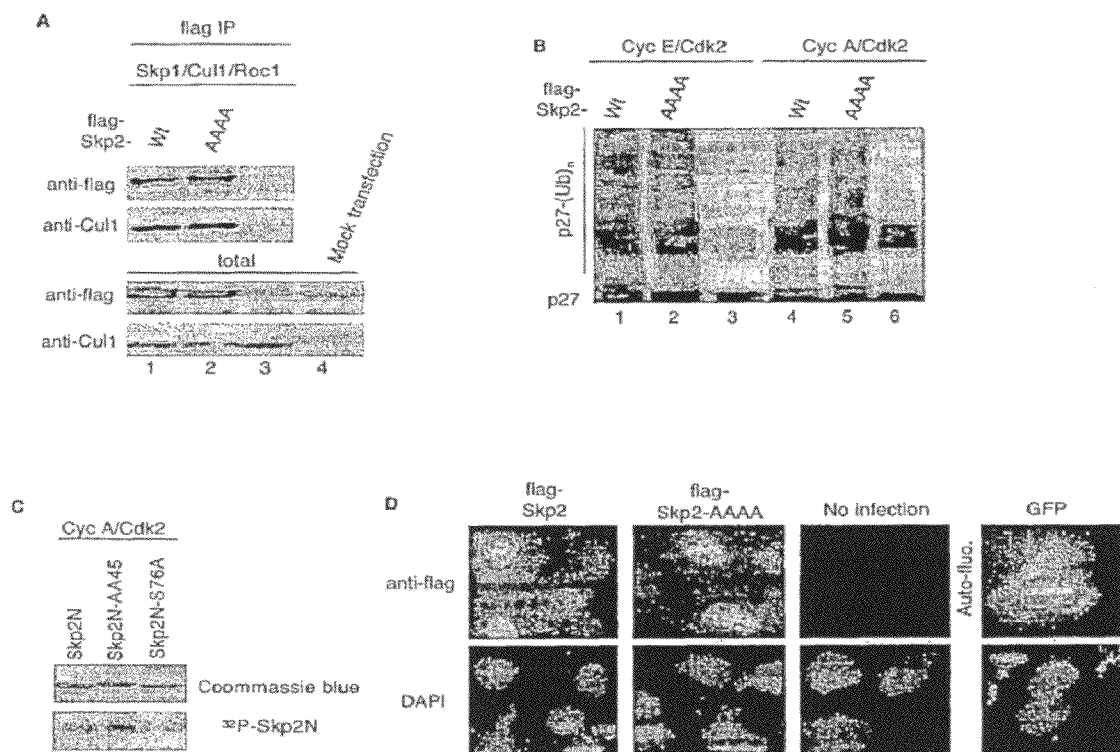 A
flag IP
Skp1/Cul1/Roc1
flag-
Skp2- Wt AAAA
anti-flag
anti-Cul1
Mock transfection
total
anti-flag
anti-Cul1
1 2 3 4
B
Cyc E/Cdk2 Cyc A/Cdk2
flag-
Skp2- Wt AAAA Wt AAAA
p27-(Ub)n
p27
1 2 3 4 5 6
C
Cyc A/Cdk2
Skp2N Skp2N-AA45 Skp2N-S76A
Coommassie blue
32P-Skp2N
D
flag-
Skp2
flag-
Skp2-AAAA
No infection
GFP
anti-flag
Auto-fluo.
DAPI